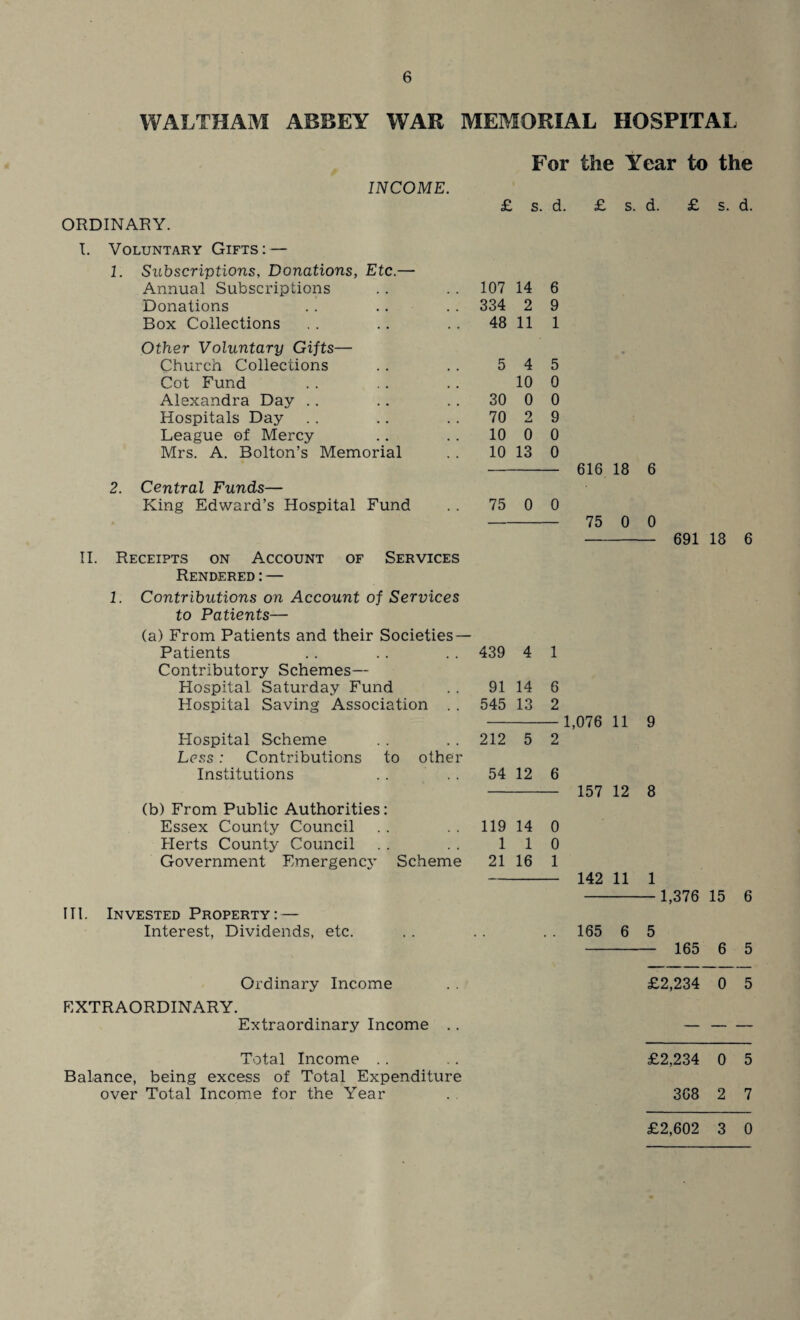 6
WALTHAM ABBEY WAR MEMORIAL HOSPITAL
For the Year to the
INCOME.
£ s. d. £ s. d. £ s. d.
ORDINARY.
I. Voluntary Gifts: —
1. Subscriptions, Donations, Etc.—
Annual Subscriptions .. .. 107 14 6
Donations .. .. .. 334 2 9
Box Collections .. .. .. 48 11 1
Other Voluntary Gifts—
Church Collections .. .. 5 4 5
Cot Fund .. .. .. 10 0
Alexandra Day .. .. .. 30 0 0
Hospitals Day .. .. .. 70 2 9
League of Mercy .. .. 10 0 0
Mrs. A. Bolton's Memorial .. 10 13 0
616 18 6
2. Central Funds—
King Edward's Hospital Fund .. 75 0 0
75 0 0
691 18 6
II. Receipts on Account of Services
Rendered: —
1. Contributions on Account of Services
to Patients—
(a) From Patients and their Societies—
Patients .. .. .. 439 4 1
Contributory Schemes—
Hospital Saturday Fund .. 91 14 6
Hospital Saving Association .. 545 13 2
1,076 11 9
Hospital Scheme .. .. 212 5 2
Less: Contributions to other
Institutions .. .. 54 12 6
157 12 8
(b) From Public Authorities:
Essex County Council .. .. 119 14 0
Herts County Council .. .. 1 1 0
Government Emergency Scheme 21 16 1
142 11 1
1,376 15 6
III. Invested Property: —
Interest, Dividends, etc. .. .. .. 165 6 5
165 6 5
Ordinary Income .. £2,234 0 5
EXTRAORDINARY.
Extraordinary Income .. — — —
Total Income .. .. £2,234 0 5
Balance, being excess of Total Expenditure
over Total Income for the Year .. 368 2 7
£2,602 3 0